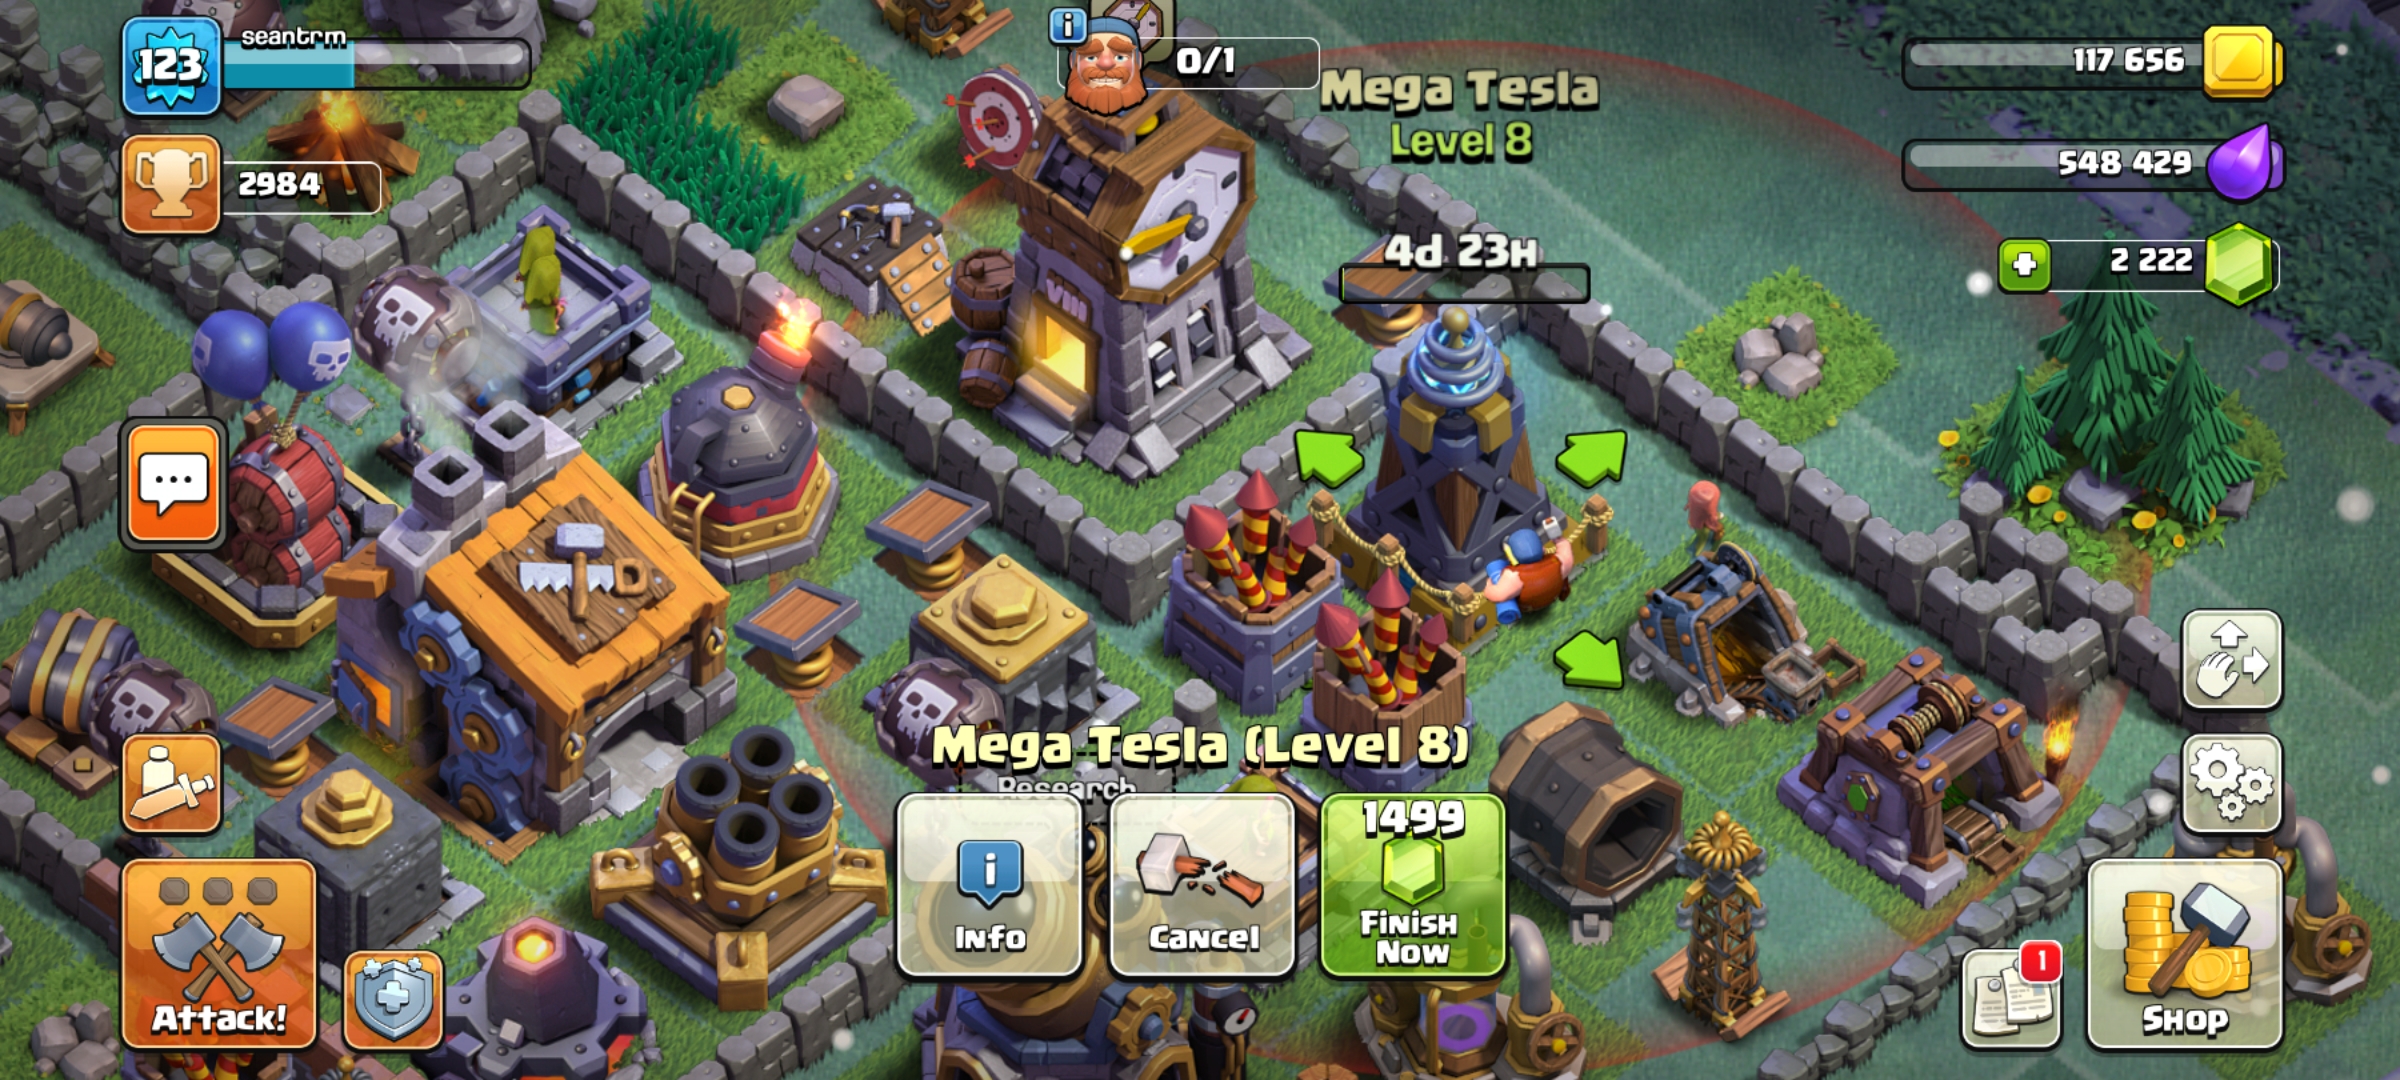 123
seantrm
0/1
117 656
Mega Tesla
Level 8
2984
548 429
4d 23H
2 222
VIII
Mega Tesla (Level 8)
Research
1499
Info
Cancel
Finish
Now
Attack!
1
Shop